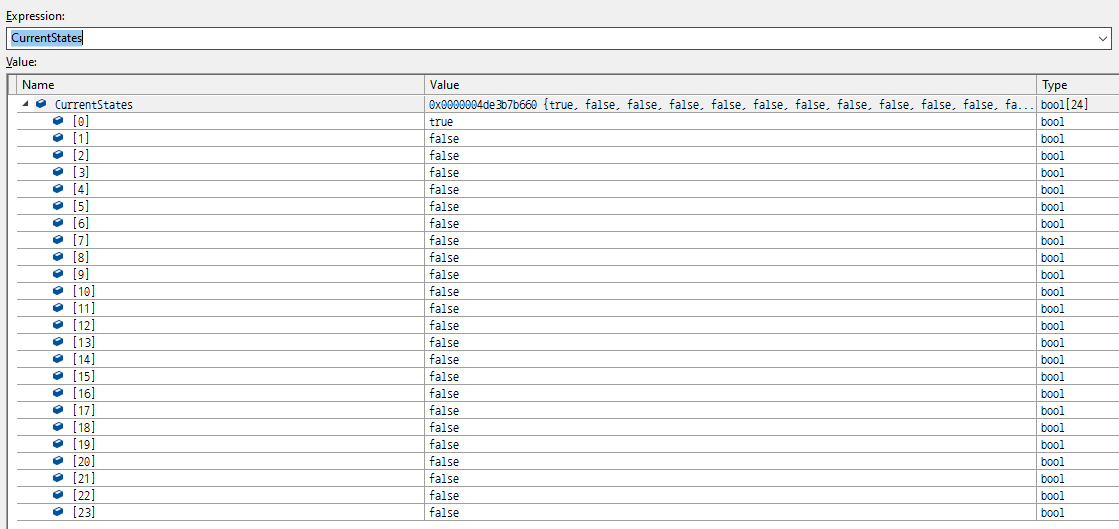 Expression:
CurrentStates
Value:
Name Value Type
CurrentStates 0x0000004de3b7b660 {true, false, false, false, false, false, false, false, false, false, false, fa... bool[24]
[0] true bool
[1] false bool
[2] false bool
[3] false bool
[4] false bool
[5] false bool
[6] false bool
[7] false bool
[8] false bool
[9] false bool
[10] false bool
[11] false bool
[12] false bool
[13] false bool
[14] false bool
[15] false bool
[16] false bool
[17] false bool
[18] false bool
[19] false bool
[20] false bool
[21] false bool
[22] false bool
[23] false bool